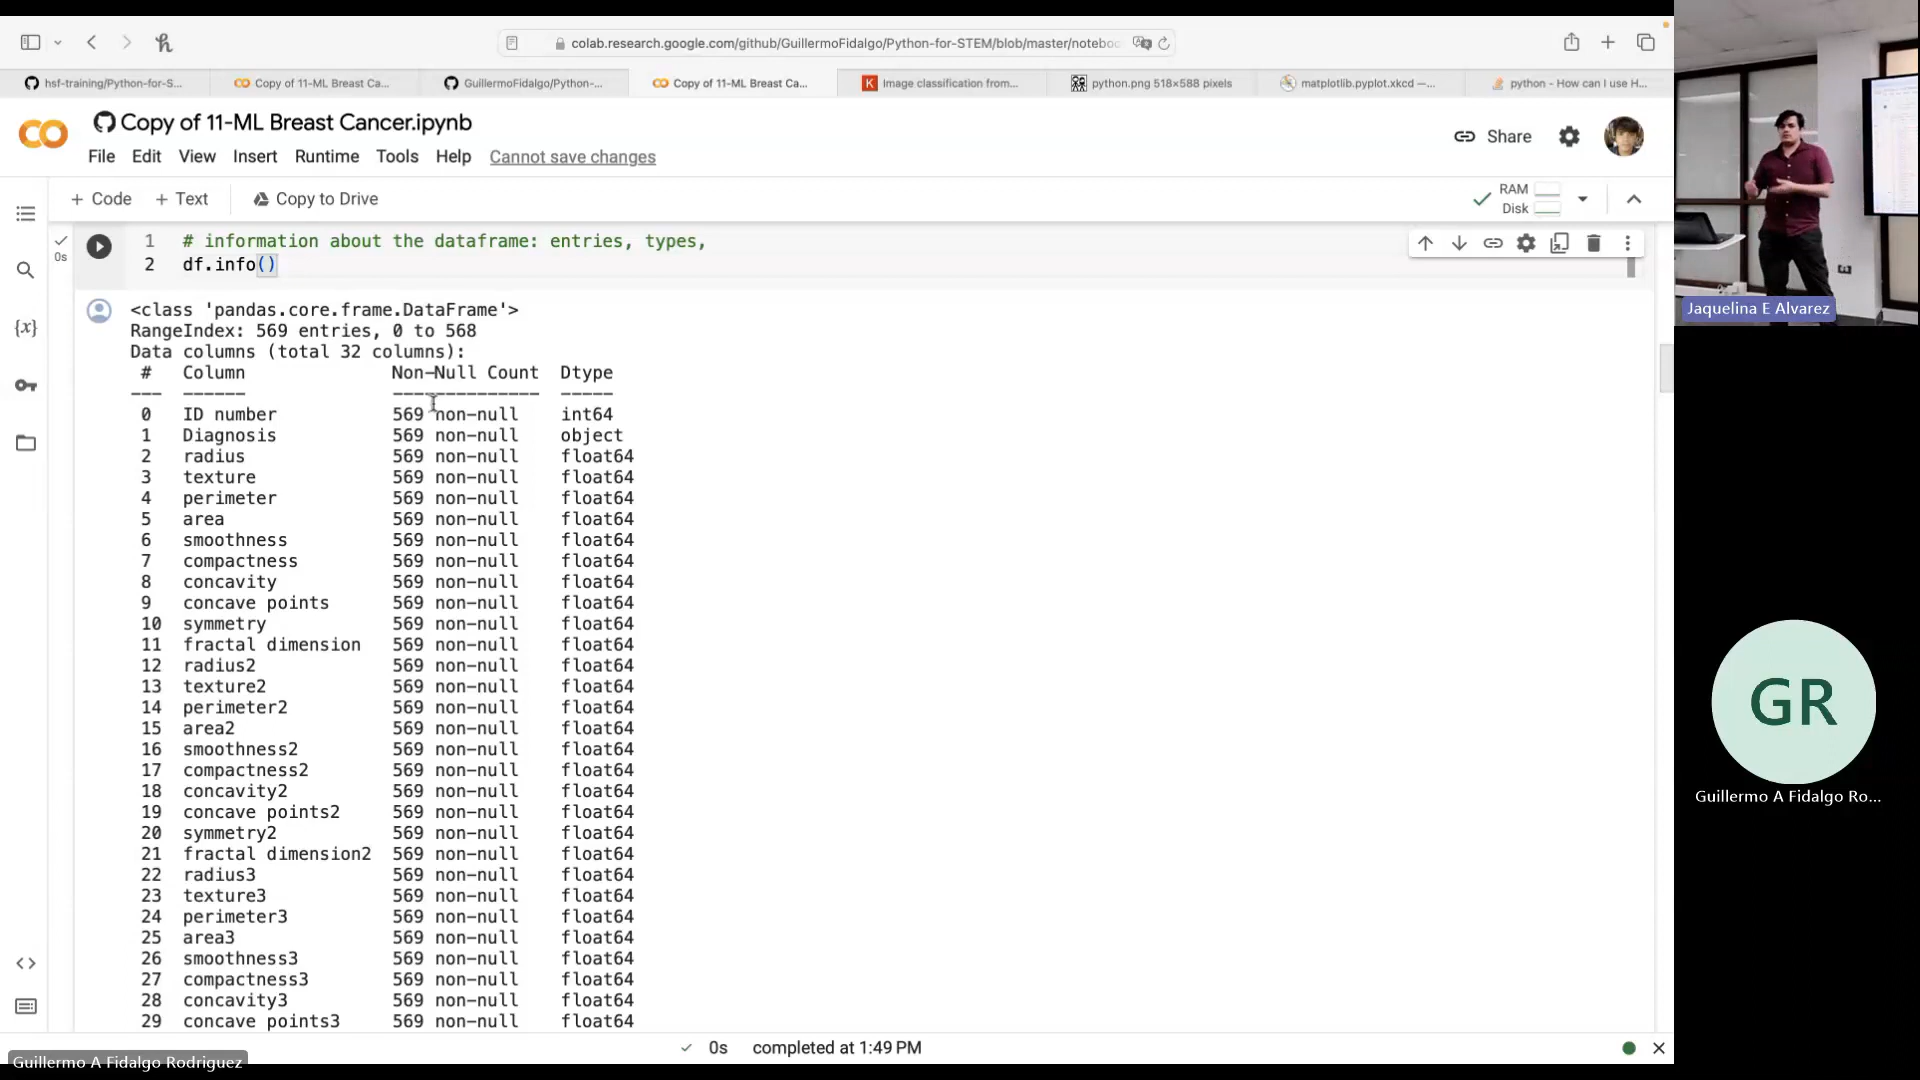 colab.research.google.com/github/GuillermoFidalgo/Python-for-STEM/blob/master/noteboo
hsf-training/Python-for-S...
Copy of 11-ML Breast Ca...
GuillermoFidalgo/Python-...
Copy of 11-ML Breast Ca...
Image classification from...
python.png 518×588 pixels
matplotlib.pyplot.xkcd —...
python - How can I use H...
Copy of 11-ML Breast Cancer.ipynb
Share
File Edit View Insert Runtime Tools Help Cannot save changes
+ Code + Text Copy to Drive
RAM
Disk
0s
1 # information about the dataframe: entries, types,
2 df.info()
<class 'pandas.core.frame.DataFrame'>
RangeIndex: 569 entries, 0 to 568
Data columns (total 32 columns):
# Column Non-Null Count Dtype
--- ------ -------------- -----
0 ID number 569 non-null int64
1 Diagnosis 569 non-null object
2 radius 569 non-null float64
3 texture 569 non-null float64
4 perimeter 569 non-null float64
5 area 569 non-null float64
6 smoothness 569 non-null float64
7 compactness 569 non-null float64
8 concavity 569 non-null float64
9 concave points 569 non-null float64
10 symmetry 569 non-null float64
11 fractal dimension 569 non-null float64
12 radius2 569 non-null float64
13 texture2 569 non-null float64
14 perimeter2 569 non-null float64
15 area2 569 non-null float64
16 smoothness2 569 non-null float64
17 compactness2 569 non-null float64
18 concavity2 569 non-null float64
19 concave points2 569 non-null float64
20 symmetry2 569 non-null float64
21 fractal dimension2 569 non-null float64
22 radius3 569 non-null float64
23 texture3 569 non-null float64
24 perimeter3 569 non-null float64
25 area3 569 non-null float64
26 smoothness3 569 non-null float64
27 compactness3 569 non-null float64
28 concavity3 569 non-null float64
29 concave points3 569 non-null float64
0s completed at 1:49 PM
Guillermo A Fidalgo Rodriguez
Jaquelina E Alvarez
GR
Guillermo A Fidalgo Ro...